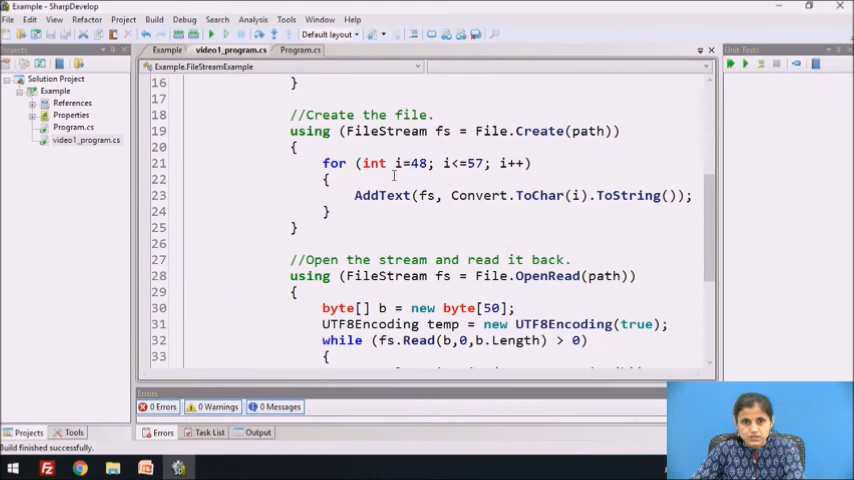 Example - SharpDevelop
File Edit View Refactor Project Build Debug Search Analysis Tools Window Help
Default layout
Projects
Solution Project
Example
References
Properties
Program.cs
video1_program.cs
Example video1_program.cs Program.cs
Example.FileStreamExample
16 }
17
18 //Create the file.
19 using (FileStream fs = File.Create(path))
20 {
21 for (int i=48; i<=57; i++)
22 {
23 AddText(fs, Convert.ToChar(i).ToString());
24 }
25 }
26
27 //Open the stream and read it back.
28 using (FileStream fs = File.OpenRead(path))
29 {
30 byte[] b = new byte[50];
31 UTF8Encoding temp = new UTF8Encoding(true);
32 while (fs.Read(b,0,b.Length) > 0)
33 {
Unit Tests
Errors
0 Errors 0 Warnings 0 Messages
Projects Tools
Errors Task List Output
Build finished successfully.